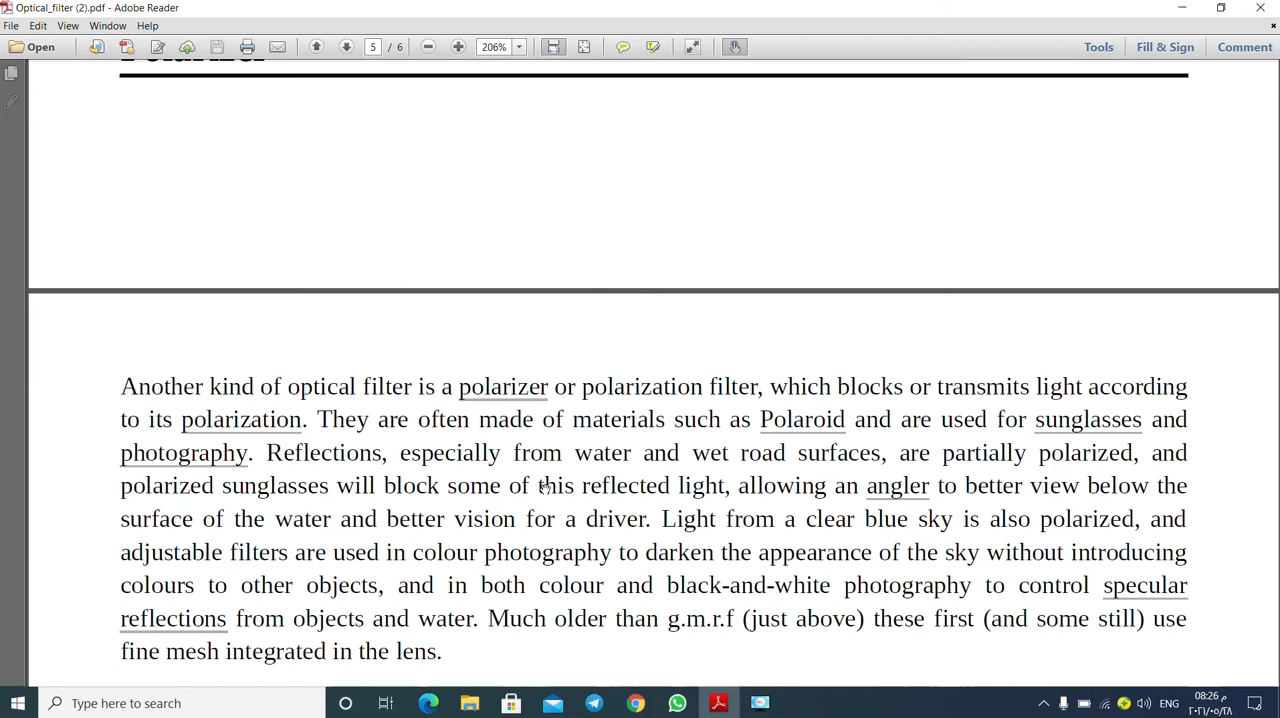 Optical_filter (2).pdf - Adobe Reader
File Edit View Window Help
Open 5 / 6 206% Tools Fill & Sign Comment
Polarizer
Another kind of optical filter is a polarizer or polarization filter, which blocks or transmits light according
to its polarization. They are often made of materials such as Polaroid and are used for sunglasses and
photography. Reflections, especially from water and wet road surfaces, are partially polarized, and
polarized sunglasses will block some of this reflected light, allowing an angler to better view below the
surface of the water and better vision for a driver. Light from a clear blue sky is also polarized, and
adjustable filters are used in colour photography to darken the appearance of the sky without introducing
colours to other objects, and in both colour and black-and-white photography to control specular
reflections from objects and water. Much older than g.m.r.f (just above) these first (and some still) use
fine mesh integrated in the lens.
Type here to search ENG 08:26 م
٢٠٢١/٠٥/٢٨